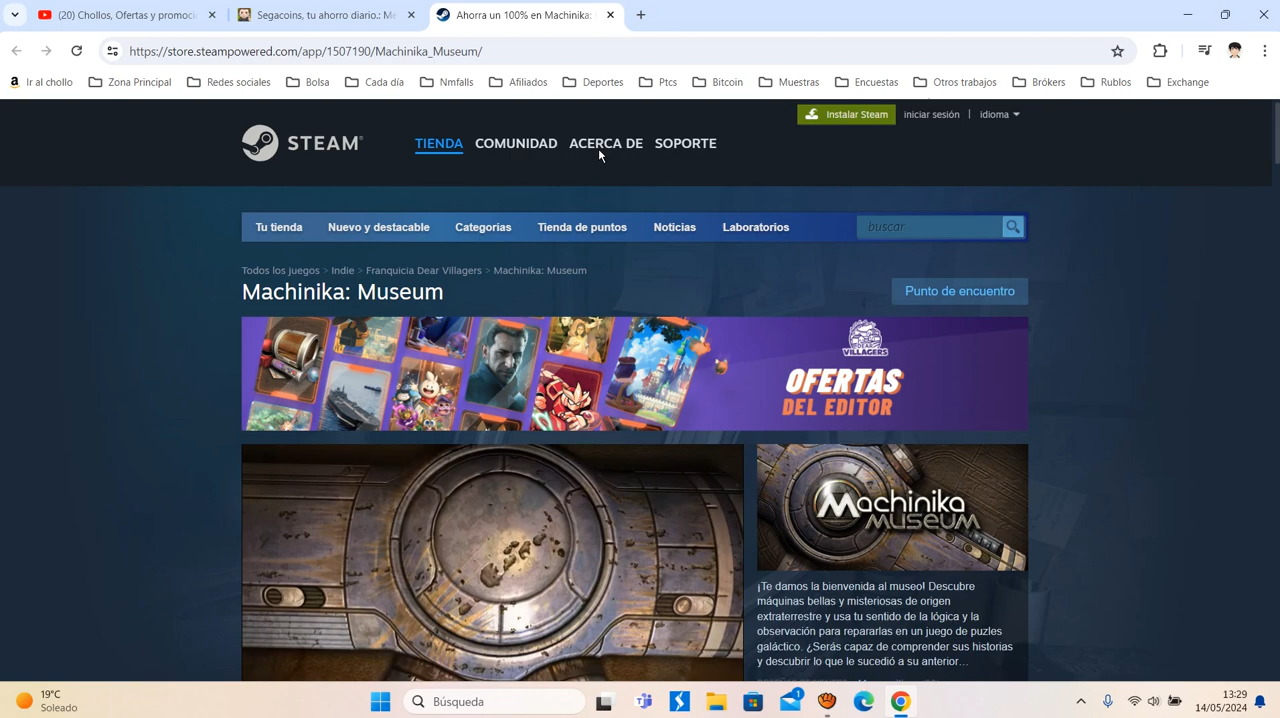 (20) Chollos, Ofertas y promoci
Segacoins, tu ahorro diario.: Me
Ahorra un 100% en Machinika:
https://store.steampowered.com/app/1507190/Machinika_Museum/
Ir al chollo
Zona Principal
Redes sociales
Bolsa
Cada día
Nmfalls
Afiliados
Deportes
Ptcs
Bitcoin
Muestras
Encuestas
Otros trabajos
Brókers
Rublos
Exchange
Instalar Steam
iniciar sesión | idioma
STEAM®
TIENDA COMUNIDAD ACERCA DE SOPORTE
Tu tienda Nuevo y destacable Categorías Tienda de puntos Noticias Laboratorios
buscar
Todos los juegos > Indie > Franquicia Dear Villagers > Machinika: Museum
Machinika: Museum
Punto de encuentro
VILLAGERS
OFERTAS
DEL EDITOR
MACHINIKA
MUSEUM
¡Te damos la bienvenida al museo! Descubre
máquinas bellas y misteriosas de origen
extraterrestre y usa tu sentido de la lógica y la
observación para repararlas en un juego de puzles
galáctico. ¿Serás capaz de comprender sus historias
y descubrir lo que le sucedió a su anterior…
19°C
Soleado
Búsqueda
1
13:29
14/05/2024